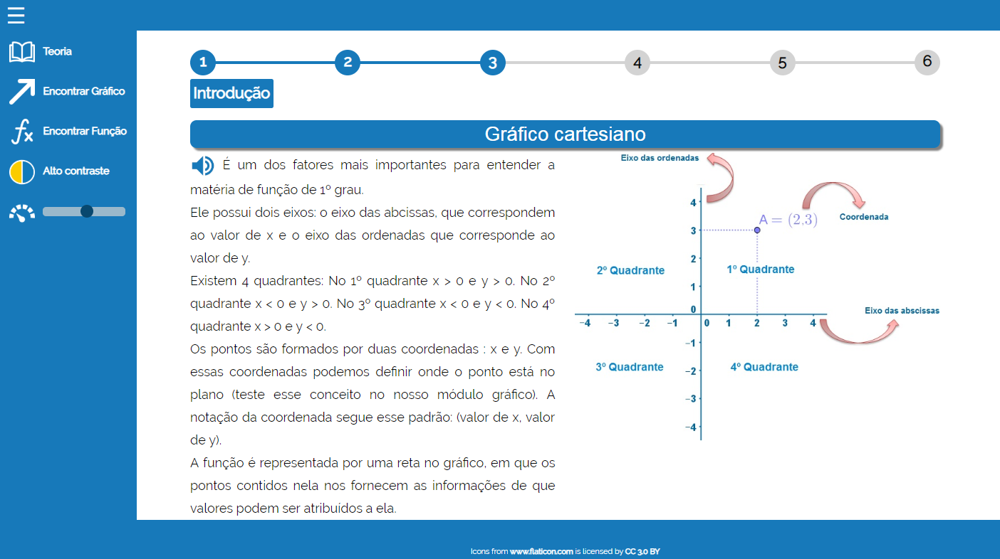 Teoria
Encontrar Gráfico
Encontrar Função
Alto contraste
1 2 3 4 5 6
Introdução
Gráfico cartesiano
É um dos fatores mais importantes para entender a
matéria de função de 1º grau.
Ele possui dois eixos: o eixo das abcissas, que correspondem
ao valor de x e o eixo das ordenadas que corresponde ao
valor de y.
Existem 4 quadrantes: No 1º quadrante x > 0 e y > 0. No 2º
quadrante x < 0 e y > 0. No 3º quadrante x < 0 e y < 0. No 4º
quadrante x > 0 e y < 0.
Os pontos são formados por duas coordenadas : x e y. Com
essas coordenadas podemos definir onde o ponto está no
plano (teste esse conceito no nosso módulo gráfico). A
notação da coordenada segue esse padrão: (valor de x, valor
de y).
A função é representada por uma reta no gráfico, em que os
pontos contidos nela nos fornecem as informações de que
valores podem ser atribuídos a ela.
Eixo das ordenadas
4
A = (2,3)
Coordenada
3
2
2º Quadrante
1º Quadrante
1
0
Eixo das abscissas
−4 −3 −2 −1 0 1 2 3 4
−1
3º Quadrante
−2
4º Quadrante
−3
−4
Icons from www.flaticon.com is licensed by CC 3.0 BY